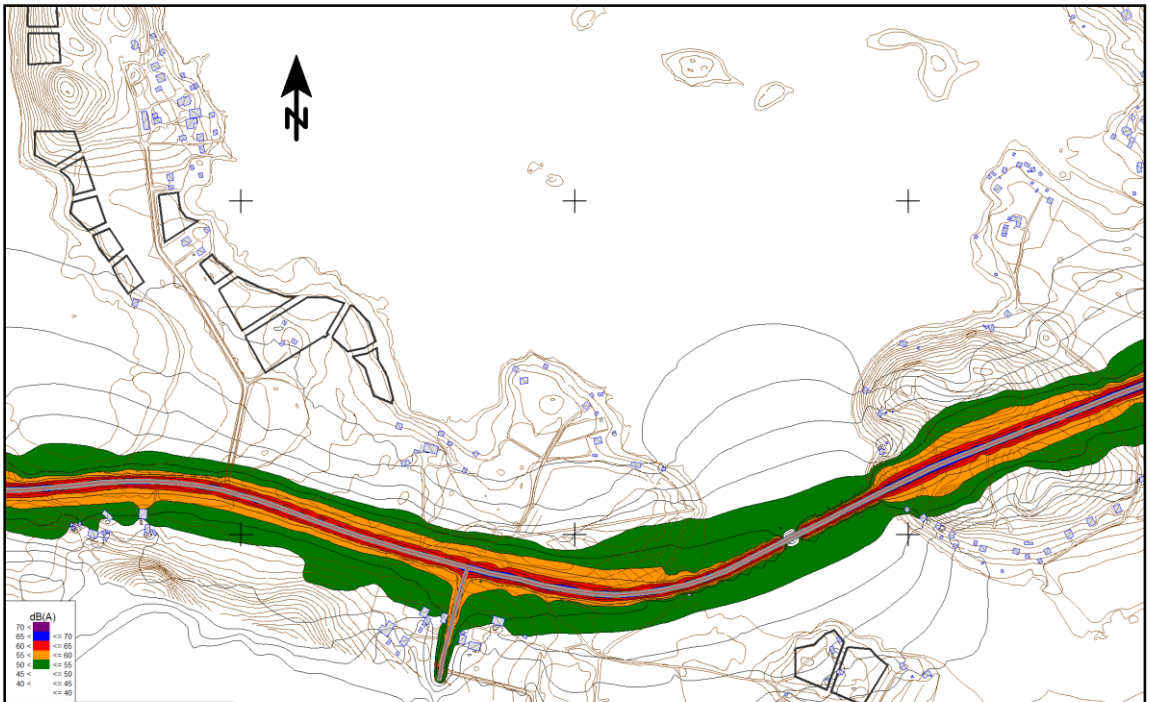 N
dB(A)
70 <
65 < <= 70
60 < <= 65
55 < <= 60
50 < <= 55
45 < <= 50
40 < <= 45
<= 40